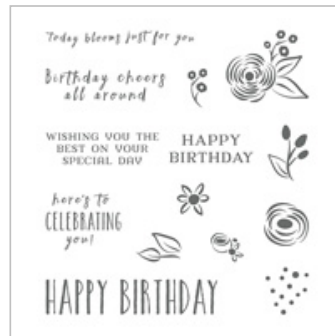 Today blooms just for you
Birthday cheers
all around
WISHING YOU THE
BEST ON YOUR
SPECIAL DAY
HAPPY
BIRTHDAY
here's to
CELEBRATING
you!
HAPPY BIRTHDAY